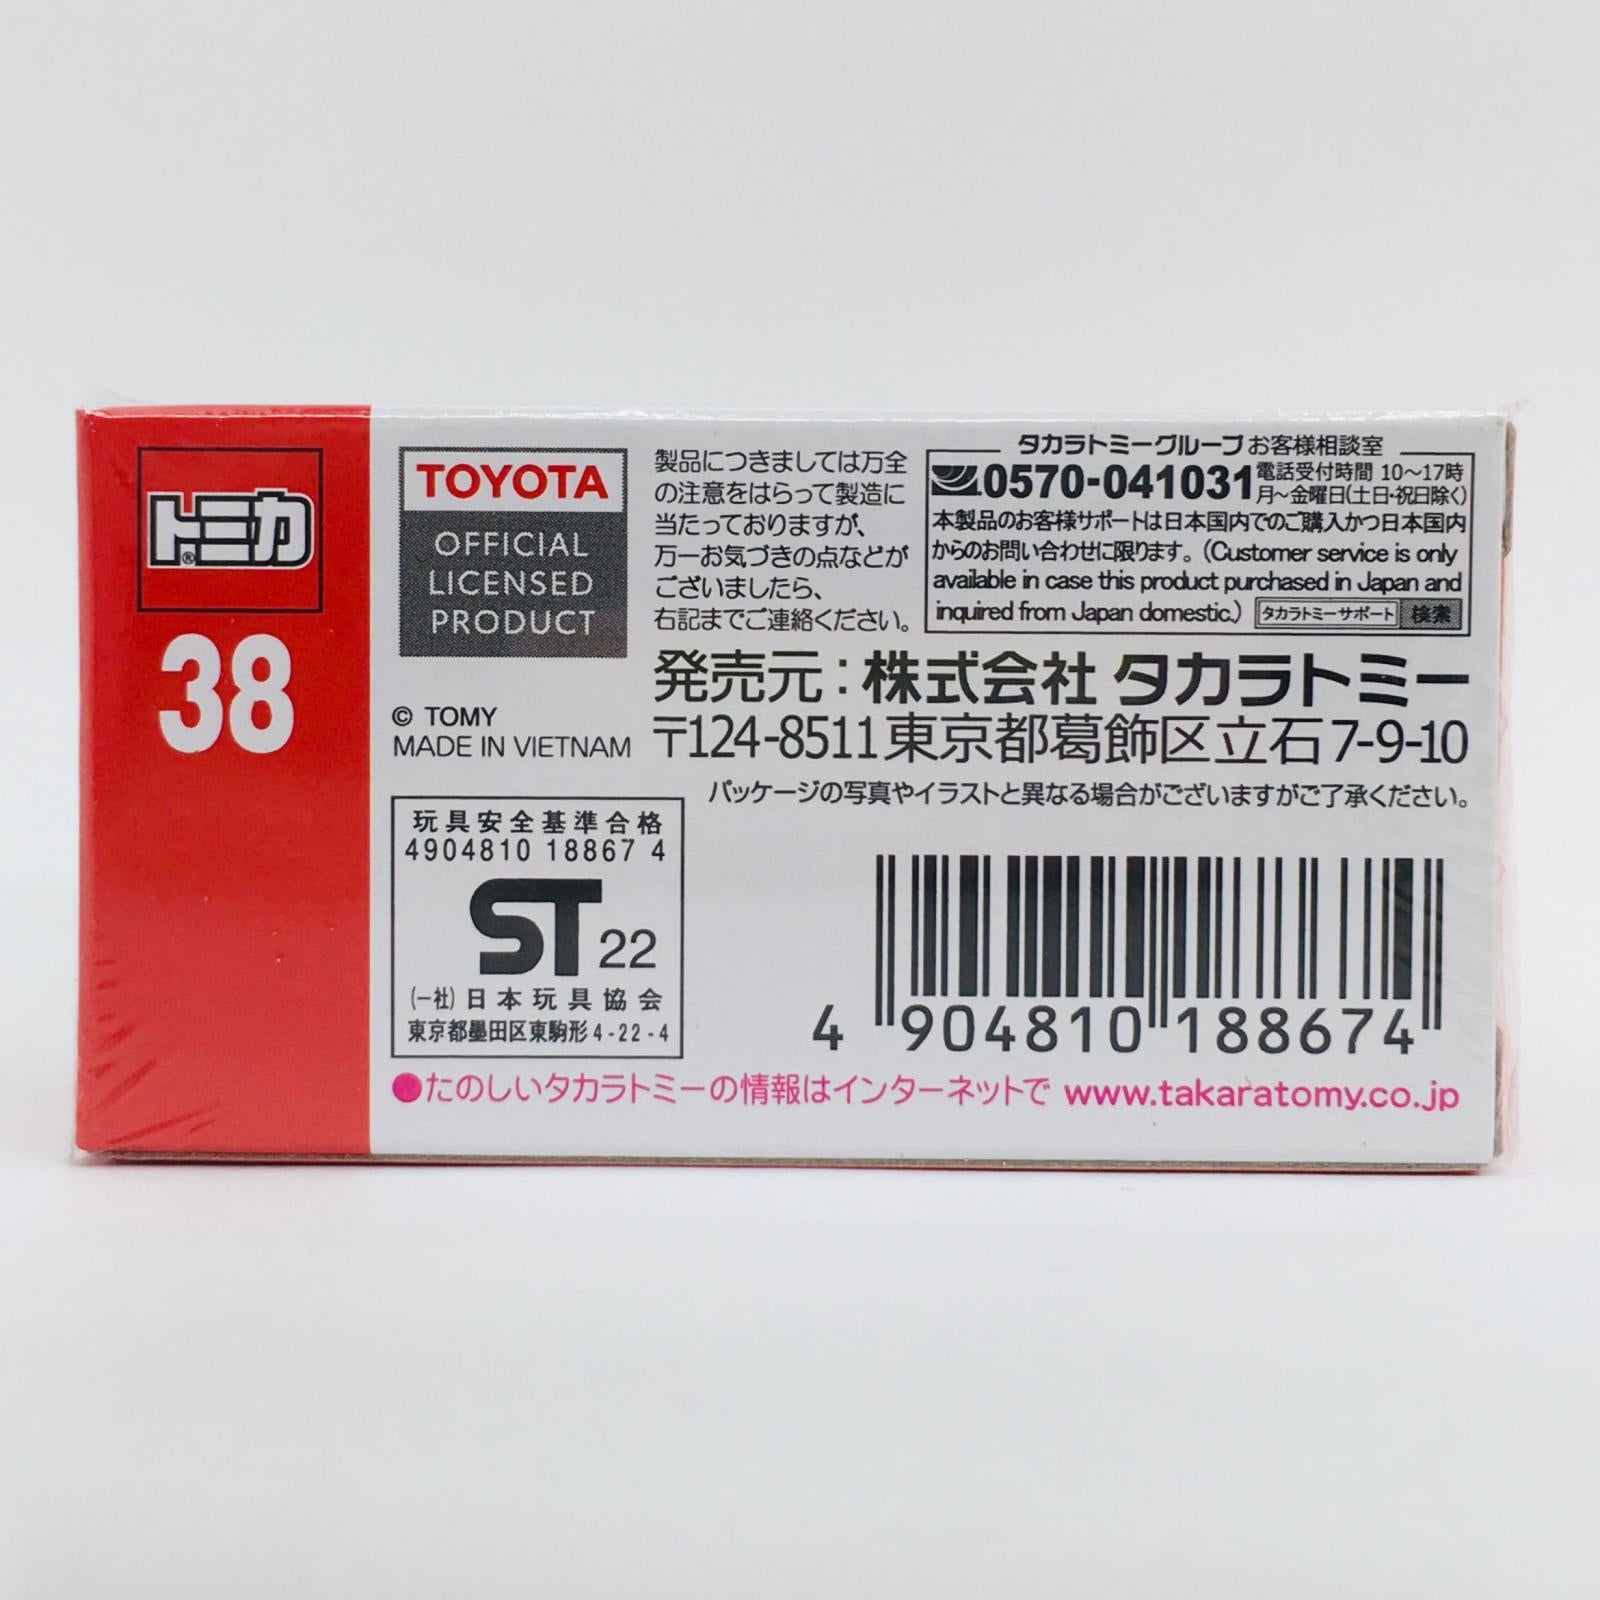 トミカ®
38
TOYOTA
OFFICIAL
LICENSED
PRODUCT
© TOMY
MADE IN VIETNAM
製品につきましては万全
の注意をはらって製造に
当たっておりますが、
万一お気づきの点などが
ございましたら、
右記までご連絡ください。
タカラトミーグループ お客様相談室
0570-041031 電話受付時間 10〜17時
月〜金曜日(土日・祝日除く)
本製品のお客様サポートは日本国内でのご購入かつ日本国内
からのお問い合わせに限ります。(Customer service is only
available in case this product purchased in Japan and
inquired from Japan domestic.) タカラトミーサポート 検索
発売元:株式会社 タカラトミー
〒124-8511 東京都葛飾区立石7-9-10
パッケージの写真やイラストと異なる場合がございますがご了承ください。
玩具安全基準合格
4904810 18867 4
ST 22
(一社)日本玩具協会
東京都墨田区東駒形4-22-4
4 904810 188674
●たのしいタカラトミーの情報はインターネットで www.takaratomy.co.jp